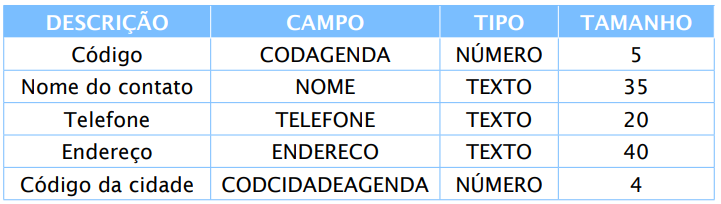 DESCRIÇÃO CAMPO TIPO TAMANHO
Código CODAGENDA NÚMERO 5
Nome do contato NOME TEXTO 35
Telefone TELEFONE TEXTO 20
Endereço ENDERECO TEXTO 40
Código da cidade CODCIDADEAGENDA NÚMERO 4